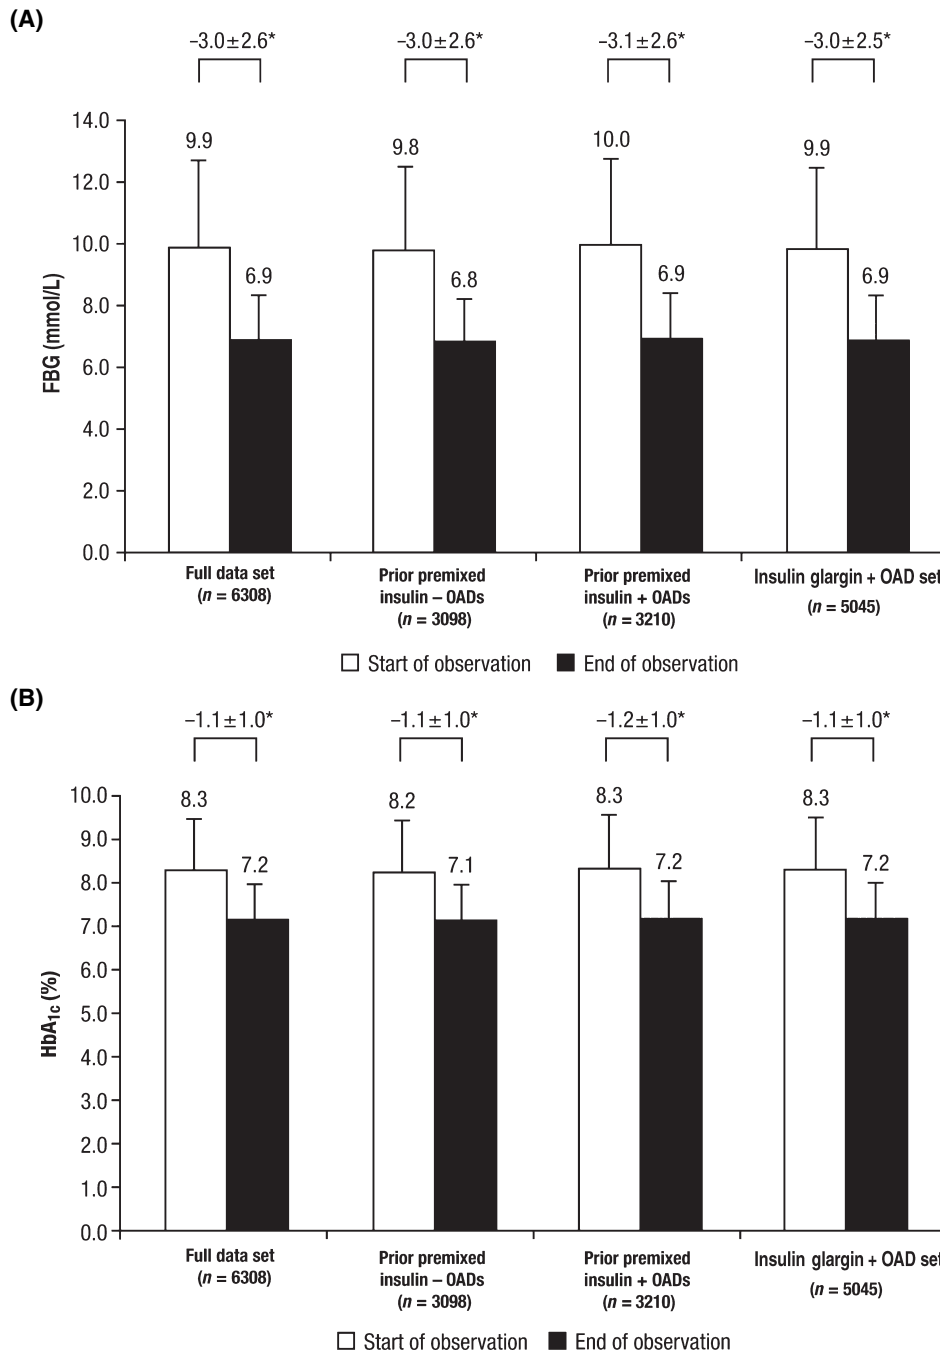 (A)
−3.0±2.6* −3.0±2.6* −3.1±2.6* −3.0±2.5*
14.0
12.0
10.0
8.0
6.0
4.0
2.0
0.0
FBG (mmol/L)
9.9 6.9 9.8 6.8 10.0 6.9 9.9 6.9
Full data set
(n = 6308)
Prior premixed
insulin – OADs
(n = 3098)
Prior premixed
insulin + OADs
(n = 3210)
Insulin glargin + OAD set
(n = 5045)
Start of observation End of observation
(B)
−1.1±1.0* −1.1±1.0* −1.2±1.0* −1.1±1.0*
10.0
9.0
8.0
7.0
6.0
5.0
4.0
3.0
2.0
1.0
0.0
HbA1c (%)
8.3 7.2 8.2 7.1 8.3 7.2 8.3 7.2
Full data set
(n = 6308)
Prior premixed
insulin – OADs
(n = 3098)
Prior premixed
insulin + OADs
(n = 3210)
Insulin glargin + OAD set
(n = 5045)
Start of observation End of observation